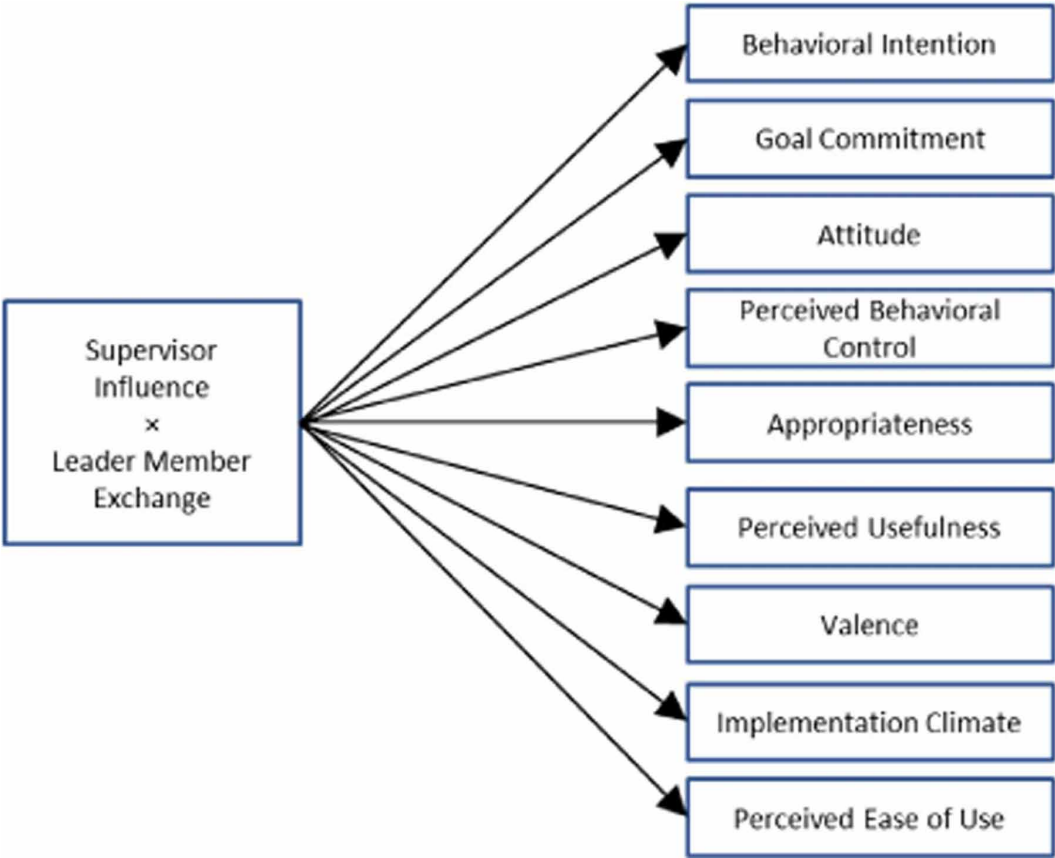 Behavioral Intention
Goal Commitment
Attitude
Perceived Behavioral
Control
Supervisor
Influence
×
Leader Member
Exchange
Appropriateness
Perceived Usefulness
Valence
Implementation Climate
Perceived Ease of Use